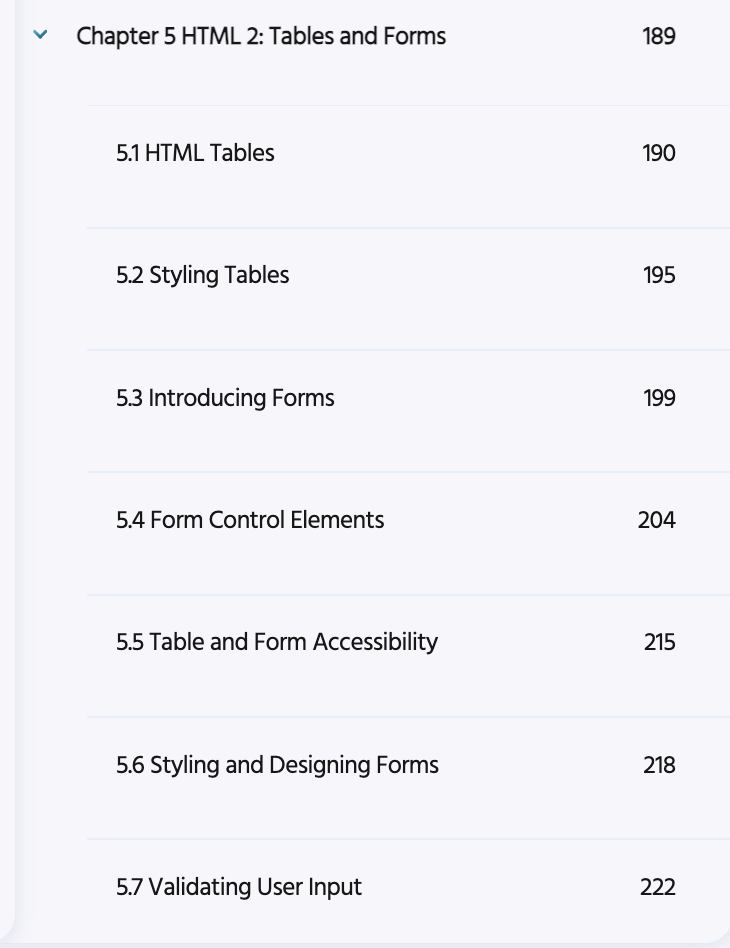 Chapter 5 HTML 2: Tables and Forms 189
5.1 HTML Tables 190
5.2 Styling Tables 195
5.3 Introducing Forms 199
5.4 Form Control Elements 204
5.5 Table and Form Accessibility 215
5.6 Styling and Designing Forms 218
5.7 Validating User Input 222